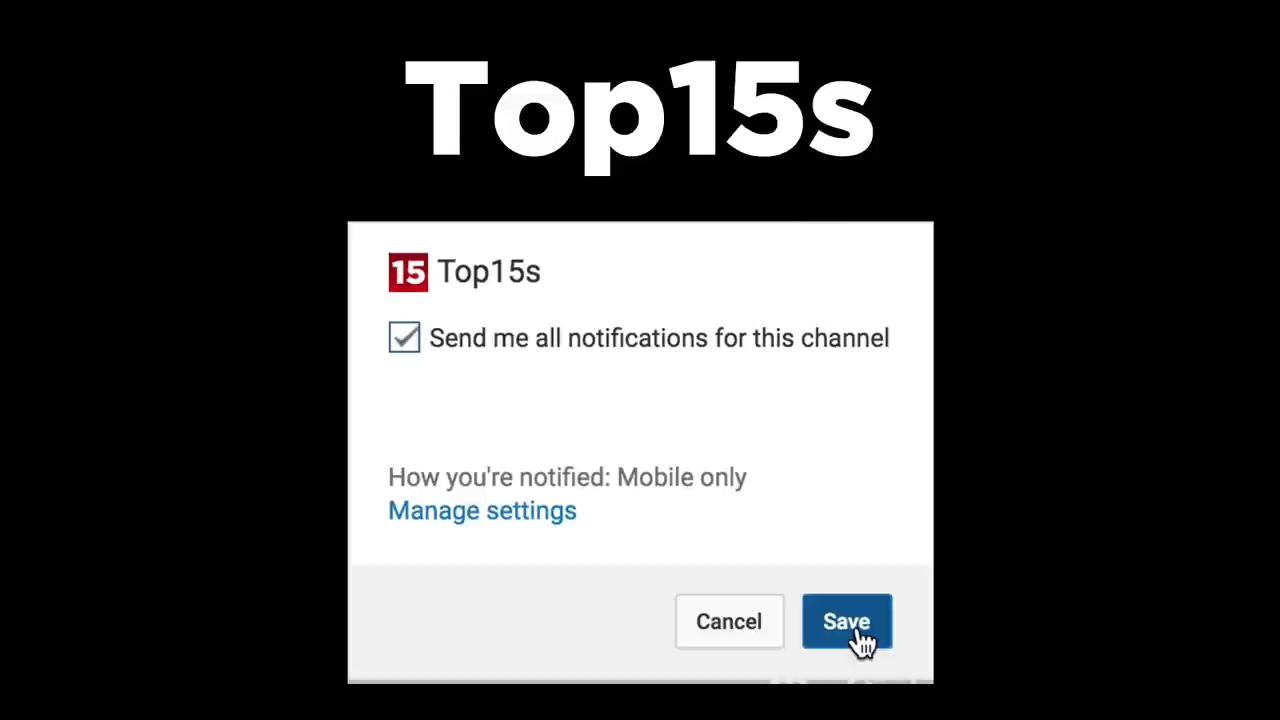 Top15s
15 Top15s
Send me all notifications for this channel
How you're notified: Mobile only
Manage settings
Cancel Save